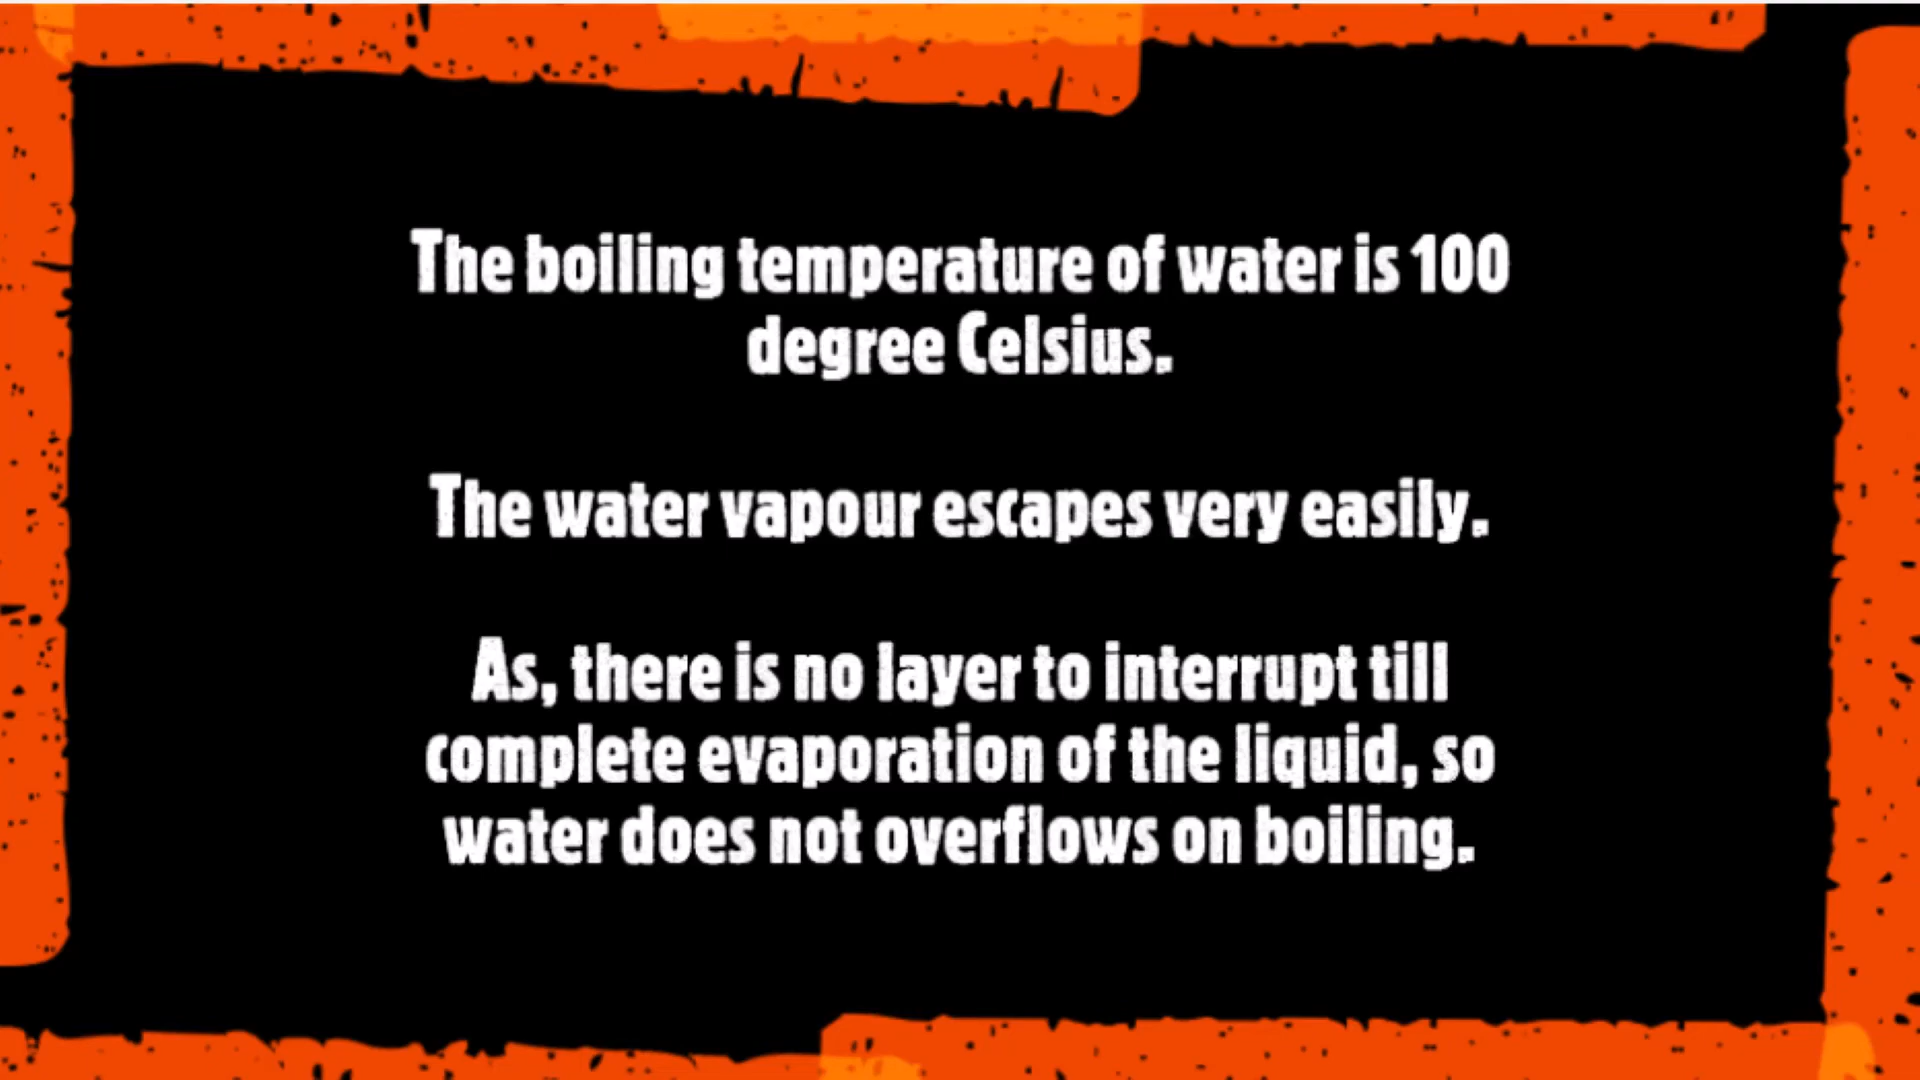 The boiling temperature of water is 100
degree Celsius.
The water vapour escapes very easily.
As, there is no layer to interrupt till
complete evaporation of the liquid, so
water does not overflows on boiling.